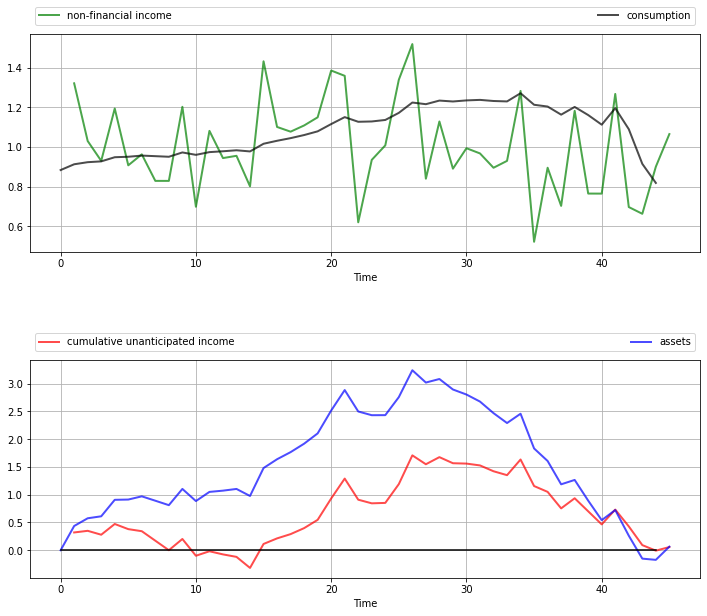 non-financial income consumption
1.4
1.2
1.0
0.8
0.6
0 10 20 30 40
Time
cumulative unanticipated income assets
3.0
2.5
2.0
1.5
1.0
0.5
0.0
0 10 20 30 40
Time